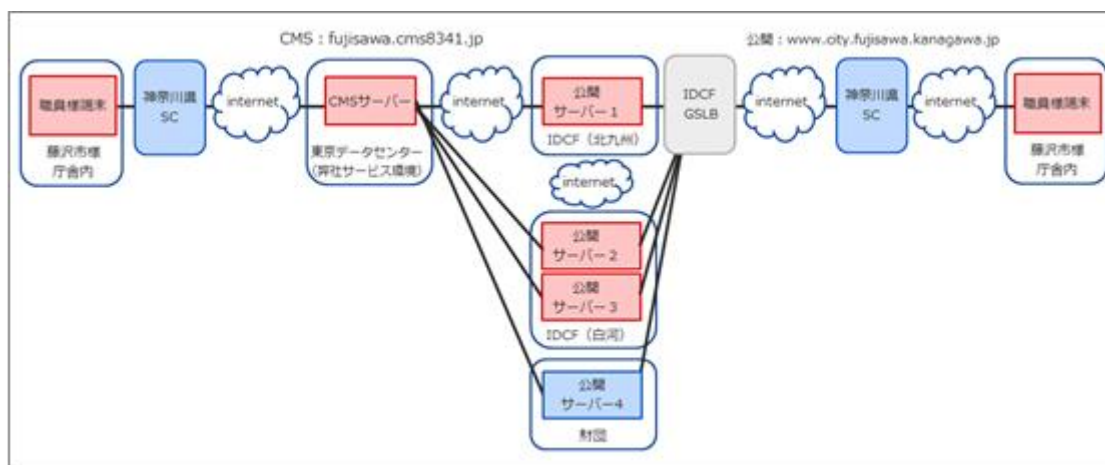 CMS：fujisawa.cms8341.jp
公開：www.city.fujisawa.kanagawa.jp
職員様端末
藤沢市様
庁舎内
神奈川県
SC
internet
CMSサーバー
東京データセンター
（弊社サービス環境）
internet
公開
サーバー１
IDCF（北九州）
IDCF
GSLB
internet
神奈川県
SC
internet
職員様端末
藤沢市様
庁舎内
internet
公開
サーバー２
公開
サーバー３
IDCF（白河）
公開
サーバー4
財団